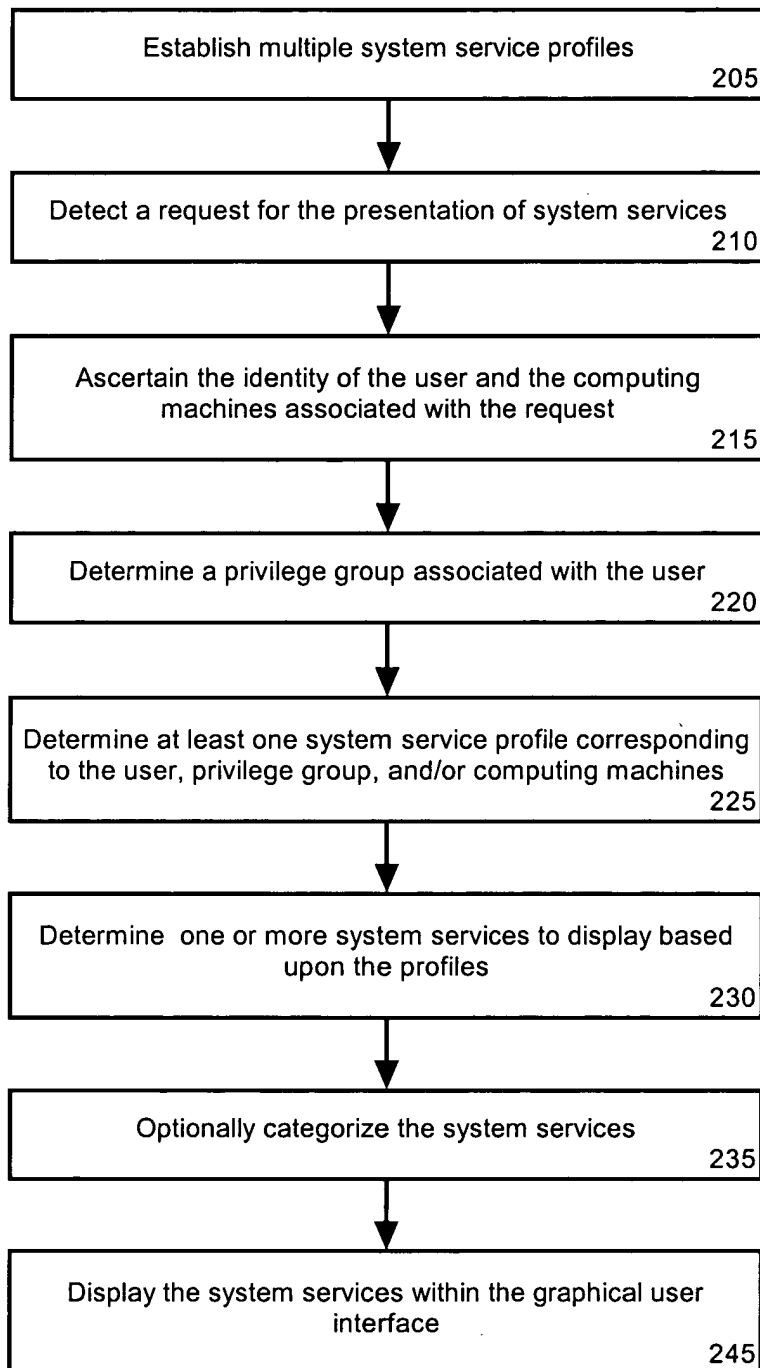 Establish multiple system service profiles
205
Detect a request for the presentation of system services
210
Ascertain the identity of the user and the computing
machines associated with the request
215
Determine a privilege group associated with the user
220
Determine at least one system service profile corresponding
to the user, privilege group, and/or computing machines
225
Determine one or more system services to display based
upon the profiles
230
Optionally categorize the system services
235
Display the system services within the graphical user
interface
245